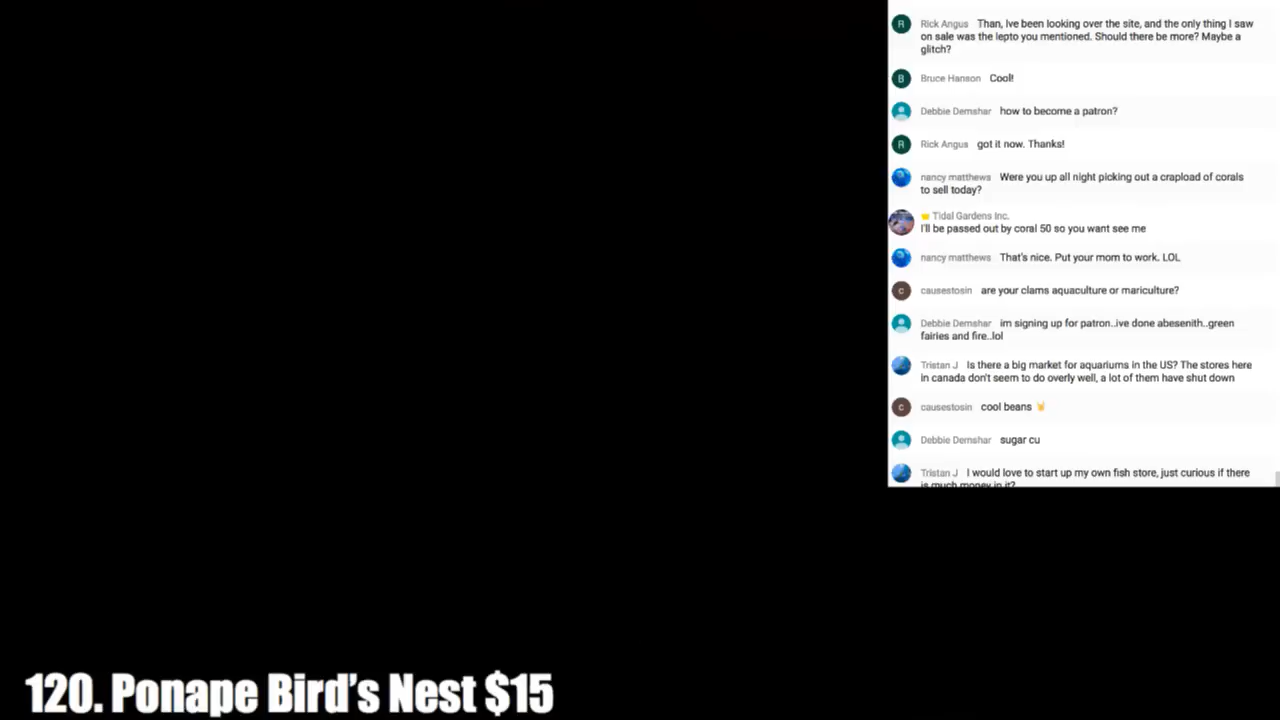 Rick Angus Than, Ive been looking over the site, and the only thing I saw
on sale was the lepto you mentioned. Should there be more? Maybe a
glitch?
Bruce Hanson Cool!
Debbie Demshar how to become a patron?
Rick Angus got it now. Thanks!
nancy matthews Were you up all night picking out a crapload of corals
to sell today?
Tidal Gardens Inc.
I'll be passed out by coral 50 so you want see me
nancy matthews That's nice. Put your mom to work. LOL
causestosin are your clams aquaculture or mariculture?
Debbie Demshar im signing up for patron..ive done abesenith..green
fairies and fire..lol
Tristan J Is there a big market for aquariums in the US? The stores here
in canada don't seem to do overly well, a lot of them have shut down
causestosin cool beans
Debbie Demshar sugar cu
Tristan J I would love to start up my own fish store, just curious if there
is much money in it?
120. Ponape Bird's Nest $15